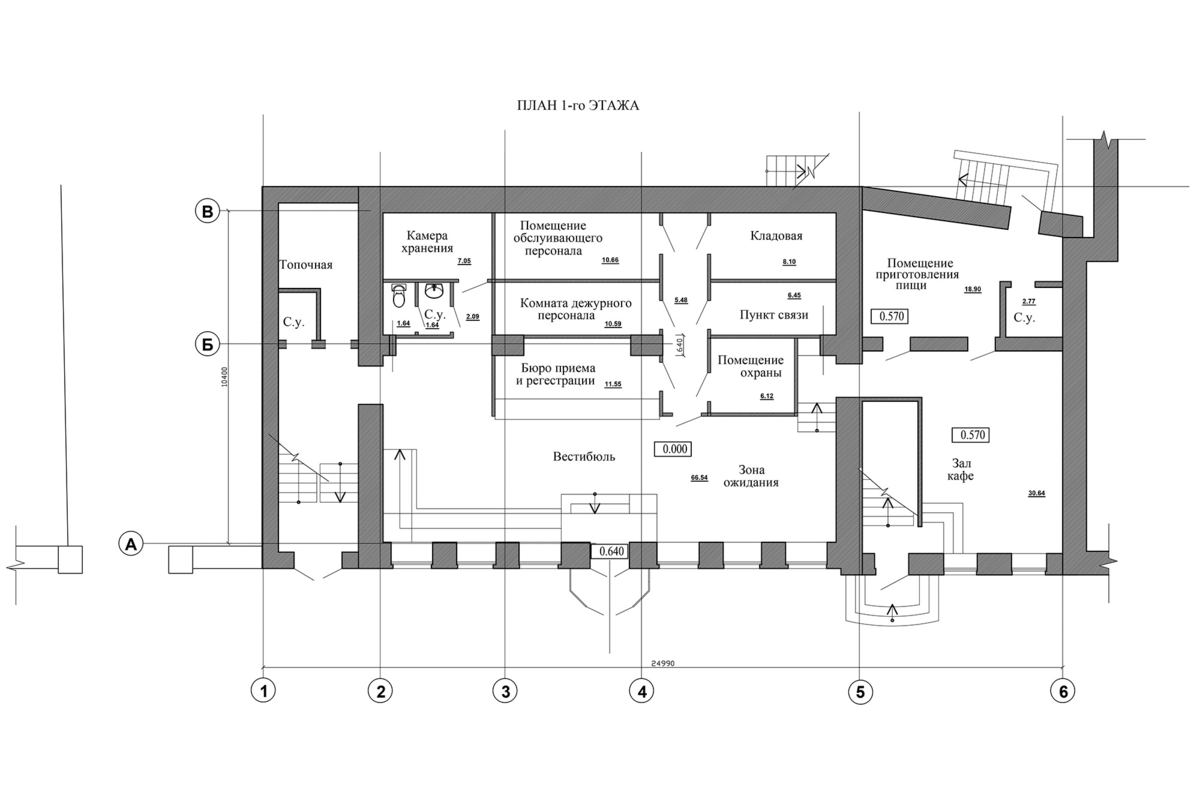 ПЛАН 1-го ЭТАЖА
В
Камера
хранения
7.05
Помещение
обслуивающего
персонала
10.66
Кладовая
8.10
Топочная
Помещение
приготовления
пищи
18.90
0.570
2.77
С.у.
С.у.
1.64
С.у.
1.64
2.09
Комната дежурного
персонала
10.59
5.48
6.45
Пункт связи
Б
640
10400
Бюро приема
и регестрации
11.55
Помещение
охраны
6.12
0.000
Вестибюль
66.54
Зона
ожидания
0.570
Зал
кафе
30.64
А
0.640
24990
1
2
3
4
5
6